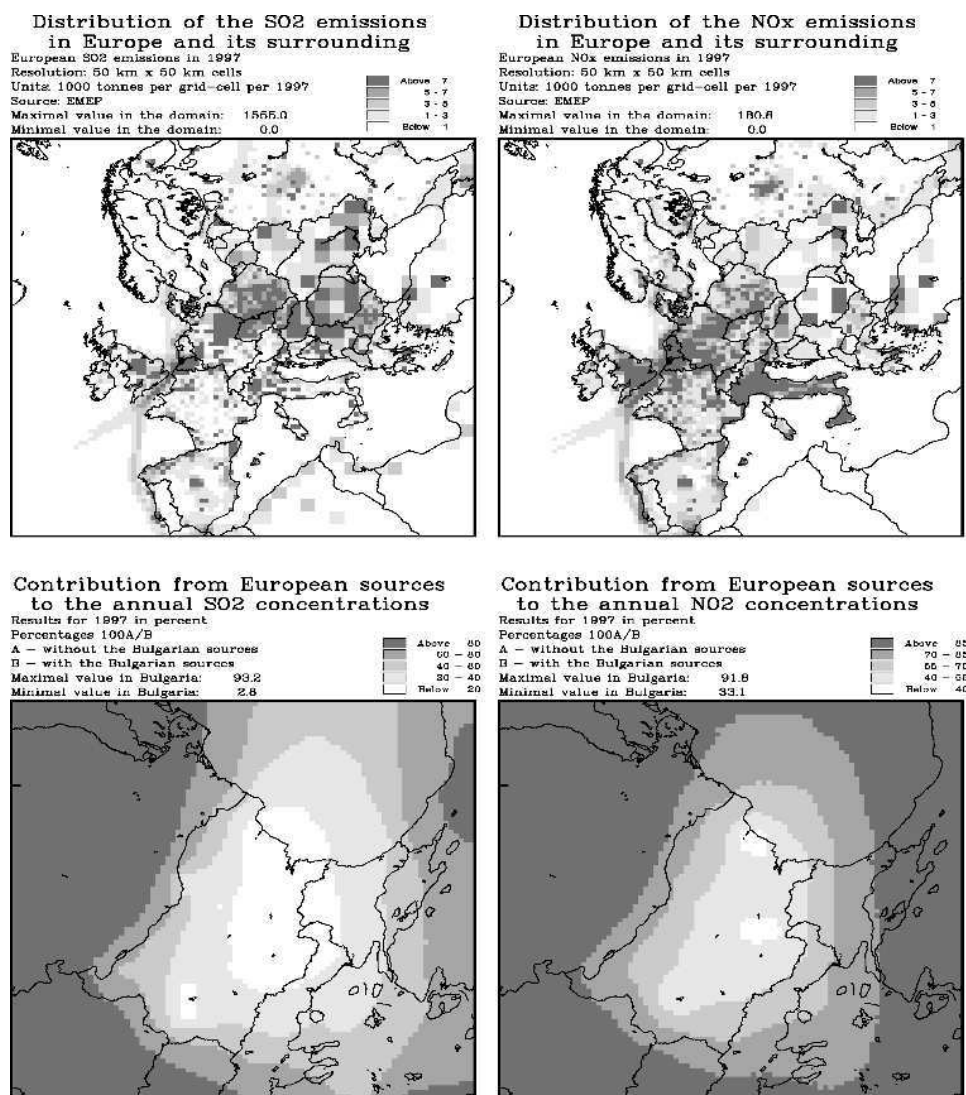 Distribution of the SO2 emissions
in Europe and its surrounding
European SO2 emissions in 1997
Resolution: 50 km x 50 km cells
Units: 1000 tonnes per grid-cell per 1997
Source: EMEP
Maximal value in the domain: 1565.0
Minimal value in the domain: 0.0
Above 7
5 - 7
3 - 5
1 - 3
Below 1
Distribution of the NOx emissions
in Europe and its surrounding
European NOx emissions in 1997
Resolution: 50 km x 50 km cells
Units: 1000 tonnes per grid-cell per 1997
Source: EMEP
Maximal value in the domain: 180.6
Minimal value in the domain: 0.0
Above 7
5 - 7
3 - 5
1 - 3
Below 1
Contribution from European sources
to the annual SO2 concentrations
Results for 1997 in percent
Percentages 100A/B
A - without the Bulgarian sources
B - with the Bulgarian sources
Maximal value in Bulgaria: 93.2
Minimal value in Bulgaria: 2.8
Above 80
60 - 80
40 - 60
20 - 40
Below 20
Contribution from European sources
to the annual NO2 concentrations
Results for 1997 in percent
Percentages 100A/B
A - without the Bulgarian sources
B - with the Bulgarian sources
Maximal value in Bulgaria: 91.8
Minimal value in Bulgaria: 33.1
Above 85
70 - 85
55 - 70
40 - 55
Below 40